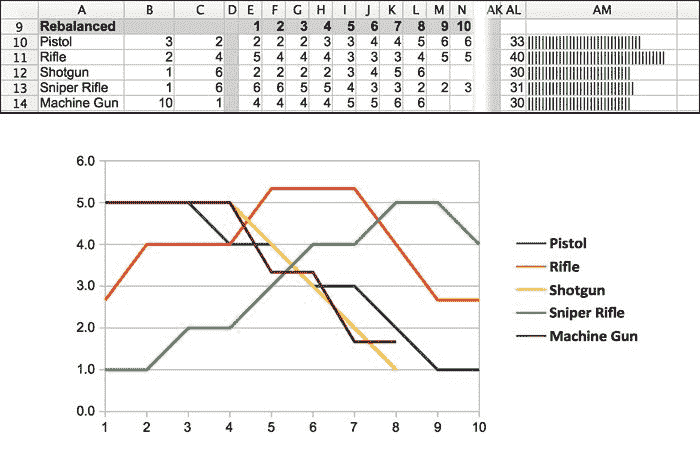 A B C D E F G H I J K L M N AK AL AM
9 Rebalanced 1 2 3 4 5 6 7 8 9 10
10 Pistol 3 2 2 2 2 3 3 4 4 5 6 6 33
11 Rifle 2 4 5 4 4 4 3 3 3 4 5 5 40
12 Shotgun 1 6 2 2 2 2 3 4 5 6 30
13 Sniper Rifle 1 6 6 6 5 5 4 3 3 2 2 3 31
14 Machine Gun 10 1 4 4 4 4 5 5 6 6 30
6.0
5.0
4.0
3.0
2.0
1.0
0.0
1 2 3 4 5 6 7 8 9 10
Pistol
Rifle
Shotgun
Sniper Rifle
Machine Gun